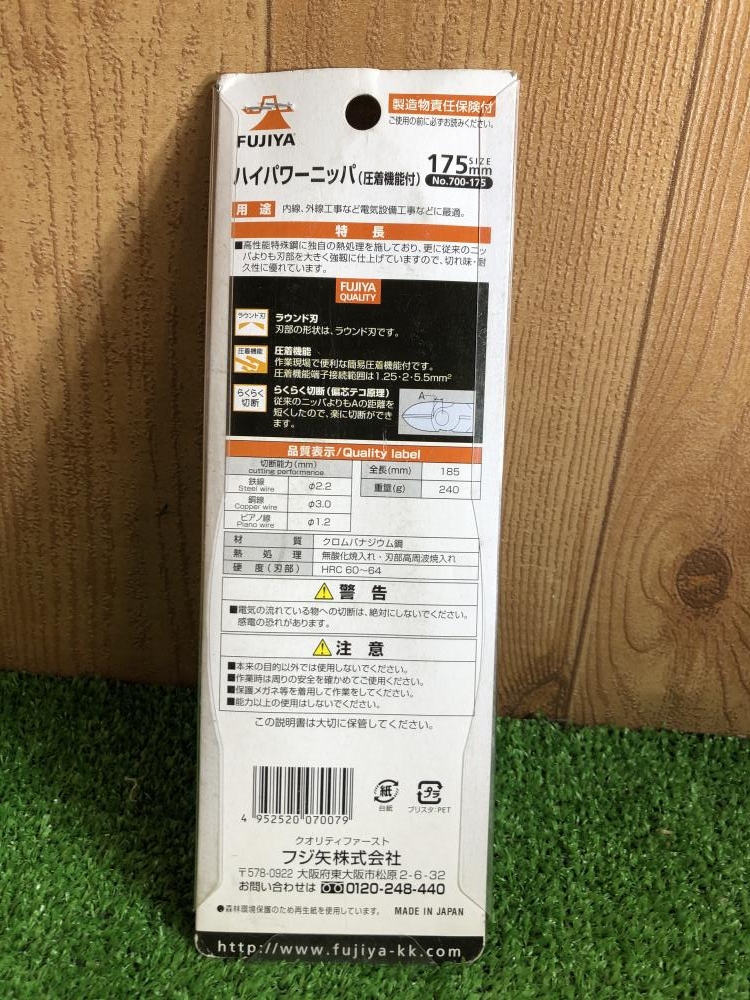 FUJIYA
製造物責任保険付
ご使用の前に必ずお読みください。
ハイパワーニッパ(圧着機能付) 175mm SIZE
No.700-175
用途 内線、外線工事など電気設備工事などに最適。
特長
■高性能特殊鋼に独自の熱処理を施しており、更に従来のニッ
パよりも刃部を大きく強靱に仕上げていますので、切れ味・耐
久性に優れています。
FUJIYA
QUALITY
ラウンド刃
ラウンド刃
刃部の形状は、ラウンド刃です。
圧着機能
圧着機能
作業現場で便利な簡易圧着機能付です。
圧着機能端子接続範囲は1.25・2・5.5mm²
らくらく
切断
らくらく切断(偏芯テコ原理)
従来のニッパよりもAの距離を
短くしたので、楽に切断ができ
ます。
A
品質表示/Quality label
切断能力(mm)
cutting performance
鉄線
Steel wire
φ2.2
銅線
Copper wire
φ3.0
ピアノ線
Piano wire
φ1.2
全長(mm) 185
重量(g) 240
材質 クロムバナジウム鋼
熱処理 無酸化焼入れ・刃部高周波焼入れ
硬度(刃部) HRC 60～64
警告
■電気の流れている物への切断は、絶対にしないでください。
感電の恐れがあります。
注意
■本来の目的以外では使用しないでください。
■作業時は周りの安全を確かめてご使用ください。
■保護メガネ等を着用して作業をしてください。
■能力以上の使用はしないでください。
この説明書は大切に保管してください。
4 952520 070079
紙
台紙
プラ
ブリスタ:PET
クオリティファースト
フジ矢株式会社
〒578-0922 大阪府東大阪市松原2-6-32
お問い合わせは 0120-248-440
●森林環境保護のため再生紙を使用しています。 MADE IN JAPAN
http://www.fujiya-kk.com